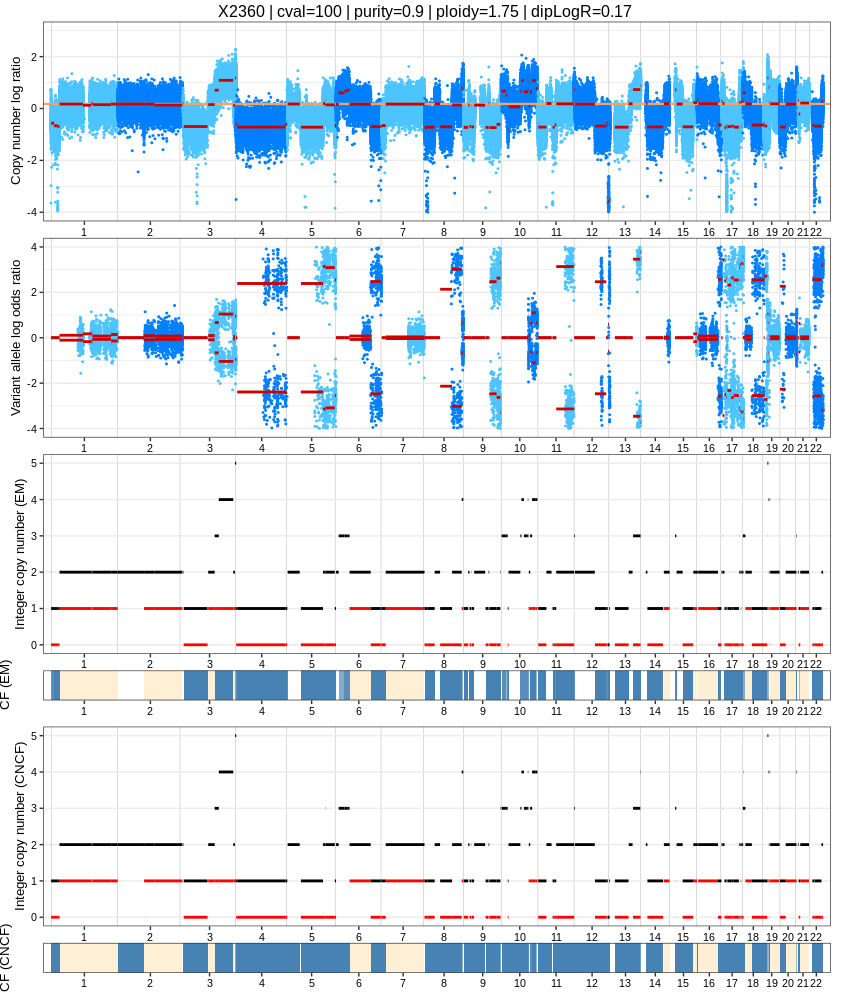 X2360 | cval=100 | purity=0.9 | ploidy=1.75 | dipLogR=0.17
Copy number log ratio
2
0
-2
-4
1 2 3 4 5 6 7 8 9 10 11 12 13 14 15 16 17 18 19 20 21 22
Variant allele log odds ratio
4
2
0
-2
-4
1 2 3 4 5 6 7 8 9 10 11 12 13 14 15 16 17 18 19 20 21 22
Integer copy number (EM)
5
4
3
2
1
0
1 2 3 4 5 6 7 8 9 10 11 12 13 14 15 16 17 18 19 20 21 22
CF (EM)
1 2 3 4 5 6 7 8 9 10 11 12 13 14 15 16 17 18 19 20 21 22
Integer copy number (CNCF)
5
4
3
2
1
0
1 2 3 4 5 6 7 8 9 10 11 12 13 14 15 16 17 18 19 20 21 22
CF (CNCF)
1 2 3 4 5 6 7 8 9 10 11 12 13 14 15 16 17 18 19 20 21 22